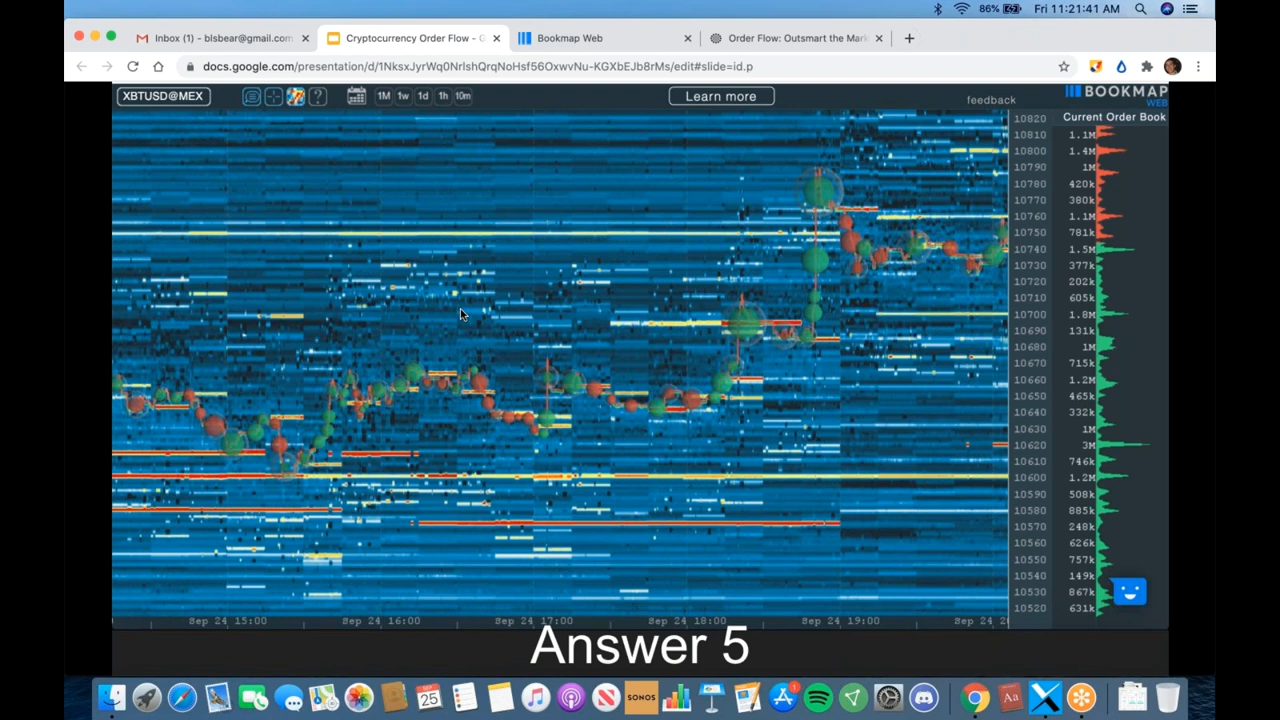 86% Fri 11:21:41 AM
Inbox (1) - blsbear@gmail.com
Cryptocurrency Order Flow - G
Bookmap Web
Order Flow: Outsmart the Mark
docs.google.com/presentation/d/1NksxJyrWq0NrlshQrqNoHsf56OxwvNu-KGXbEJb8rMs/edit#slide=id.p
XBTUSD@MEX
1M 1w 1d 1h 10m
Learn more
feedback
BOOKMAP
WEB
Current Order Book
10820
10810 1.1M
10800 1.4M
10790 1M
10780 420k
10770 380k
10760 1.1M
10750 781k
10740 1.5M
10730 377k
10720 202k
10710 605k
10700 1.8M
10690 131k
10680 1M
10670 715k
10660 1.2M
10650 465k
10640 332k
10630 1M
10620 3M
10610 746k
10600 1.2M
10590 508k
10580 885k
10570 248k
10560 626k
10550 757k
10540 149k
10530 867k
10520 631k
Sep 24 15:00 Sep 24 16:00 Sep 24 17:00 Sep 24 18:00 Sep 24 19:00 Sep 24 20
Answer 5
SEP
25
SONOS
1
Aa